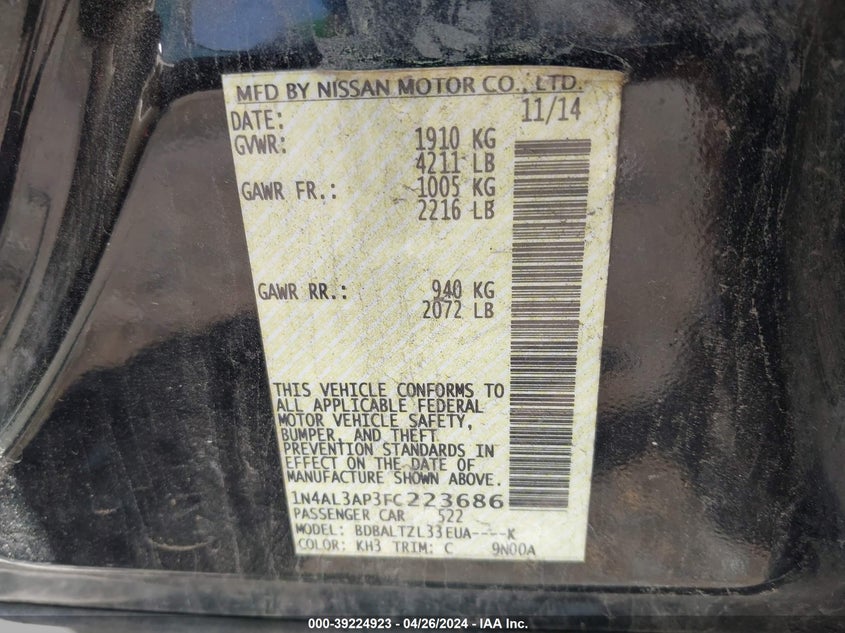 MFD BY NISSAN MOTOR CO., LTD.
DATE: 11/14
GVWR: 1910 KG
4211 LB
GAWR FR.: 1005 KG
2216 LB
GAWR RR.: 940 KG
2072 LB
THIS VEHICLE CONFORMS TO
ALL APPLICABLE FEDERAL
MOTOR VEHICLE SAFETY,
BUMPER, AND THEFT
PREVENTION STANDARDS IN
EFFECT ON THE DATE OF
MANUFACTURE SHOWN ABOVE.
1N4AL3AP3FC223686
PASSENGER CAR 522
MODEL: BDBALTZL33EUA----K
COLOR: KH3 TRIM: C 9N00A
000-39224923 - 04/26/2024 - IAA Inc.